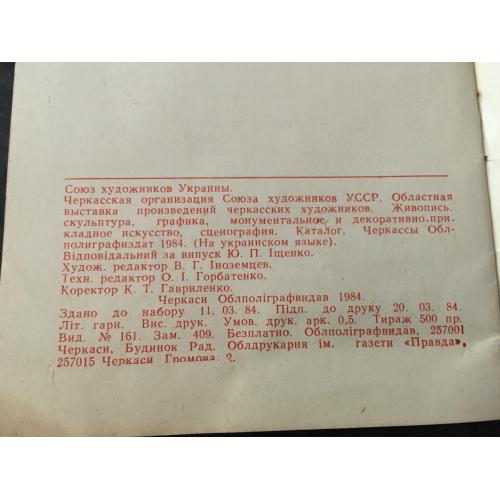 Союз художников Украины.
Черкасская организация Союза художников УССР. Областная
выставка произведений черкасских художников. Живопись.
скульптура, графика, монументальное и декоративно-при-
кладное искусство, сценография. Каталог. Черкассы Обл-
полиграфиздат 1984. (На украинском языке).
Відповідальний за випуск Ю. П. Іщенко.
Худож. редактор В. Г. Іноземцев.
Техн. редактор О. І. Горбатенко.
Коректор К. Т. Гавриленко.
Черкаси Облполіграфвидав 1984.
Здано до набору 11. 03. 84. Підп. до друку 20. 03. 84.
Літ. гарн. Вис. друк. Умов. друк. арк. 0,5. Тираж 500 пр.
Вид. № 161. Зам. 409. Безплатно. Облполіграфвидав, 257001
Черкаси, Будинок Рад. Облдрукарня ім. газети «Правда»,
257015 Черкаси Громова, 2.